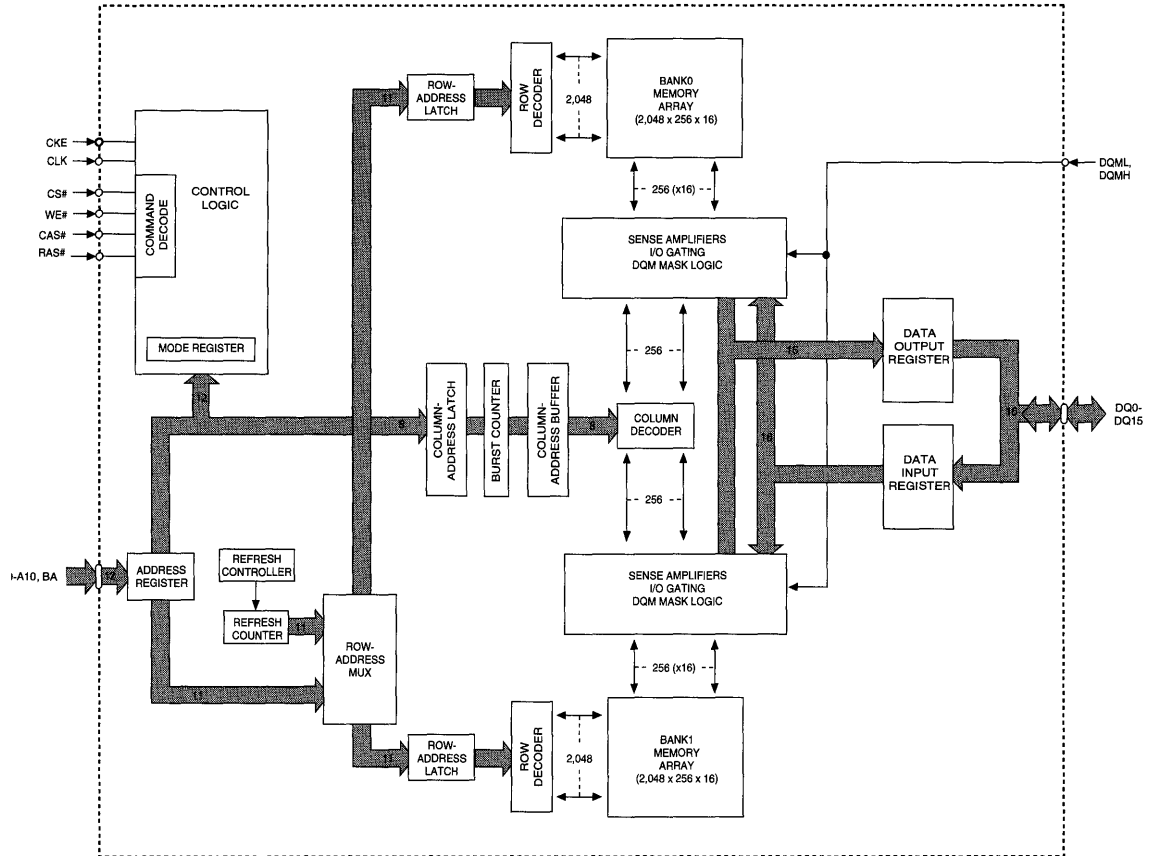 CKE
CLK
CS#
WE#
CAS#
RAS#
COMMAND
DECODE
CONTROL
LOGIC
MODE REGISTER
12
11
ROW-
ADDRESS
LATCH
ROW
DECODER
2,048
BANK0
MEMORY
ARRAY
(2,048 x 256 x 16)
256 (x16)
SENSE AMPLIFIERS
I/O GATING
DQM MASK LOGIC
DQML,
DQMH
256
8
COLUMN-
ADDRESS LATCH
BURST COUNTER
COLUMN-
ADDRESS BUFFER
8
COLUMN
DECODER
256
16
16
DATA
OUTPUT
REGISTER
DATA
INPUT
REGISTER
16
DQ0-
DQ15
-A10, BA
12
ADDRESS
REGISTER
REFRESH
CONTROLLER
REFRESH
COUNTER
11
11
ROW-
ADDRESS
MUX
SENSE AMPLIFIERS
I/O GATING
DQM MASK LOGIC
256 (x16)
11
ROW-
ADDRESS
LATCH
ROW
DECODER
2,048
BANK1
MEMORY
ARRAY
(2,048 x 256 x 16)